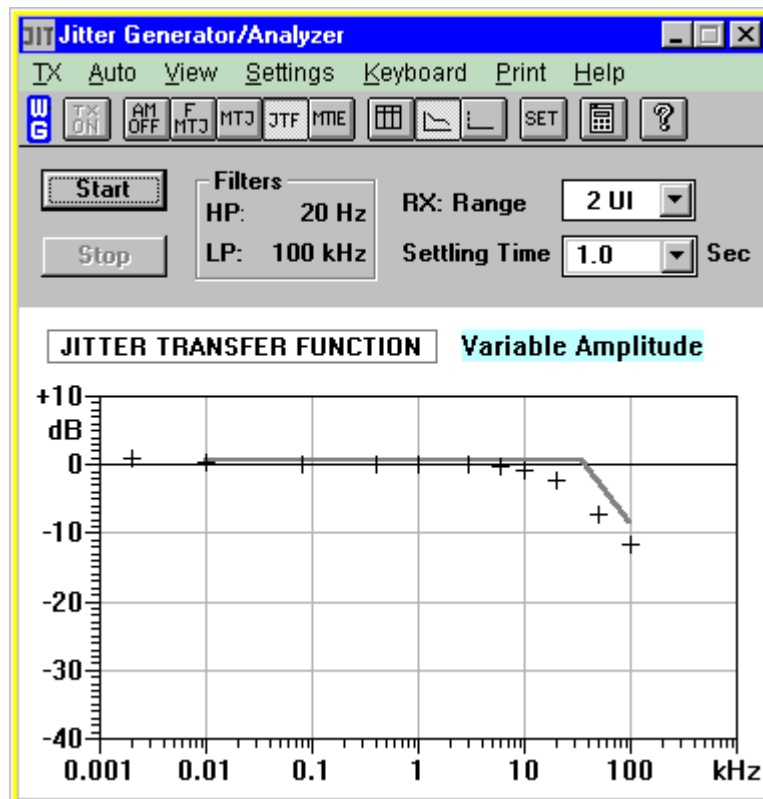 JIT Jitter Generator/Analyzer
TX Auto View Settings Keyboard Print Help
WG TX ON AM OFF F MTJ MTJ JTF MTIE SET ?
Start
Stop
Filters
HP: 20 Hz
LP: 100 kHz
RX: Range 2 UI
Settling Time 1.0 Sec
JITTER TRANSFER FUNCTION Variable Amplitude
+10
dB
0
-10
-20
-30
-40
0.001 0.01 0.1 1 10 100 kHz